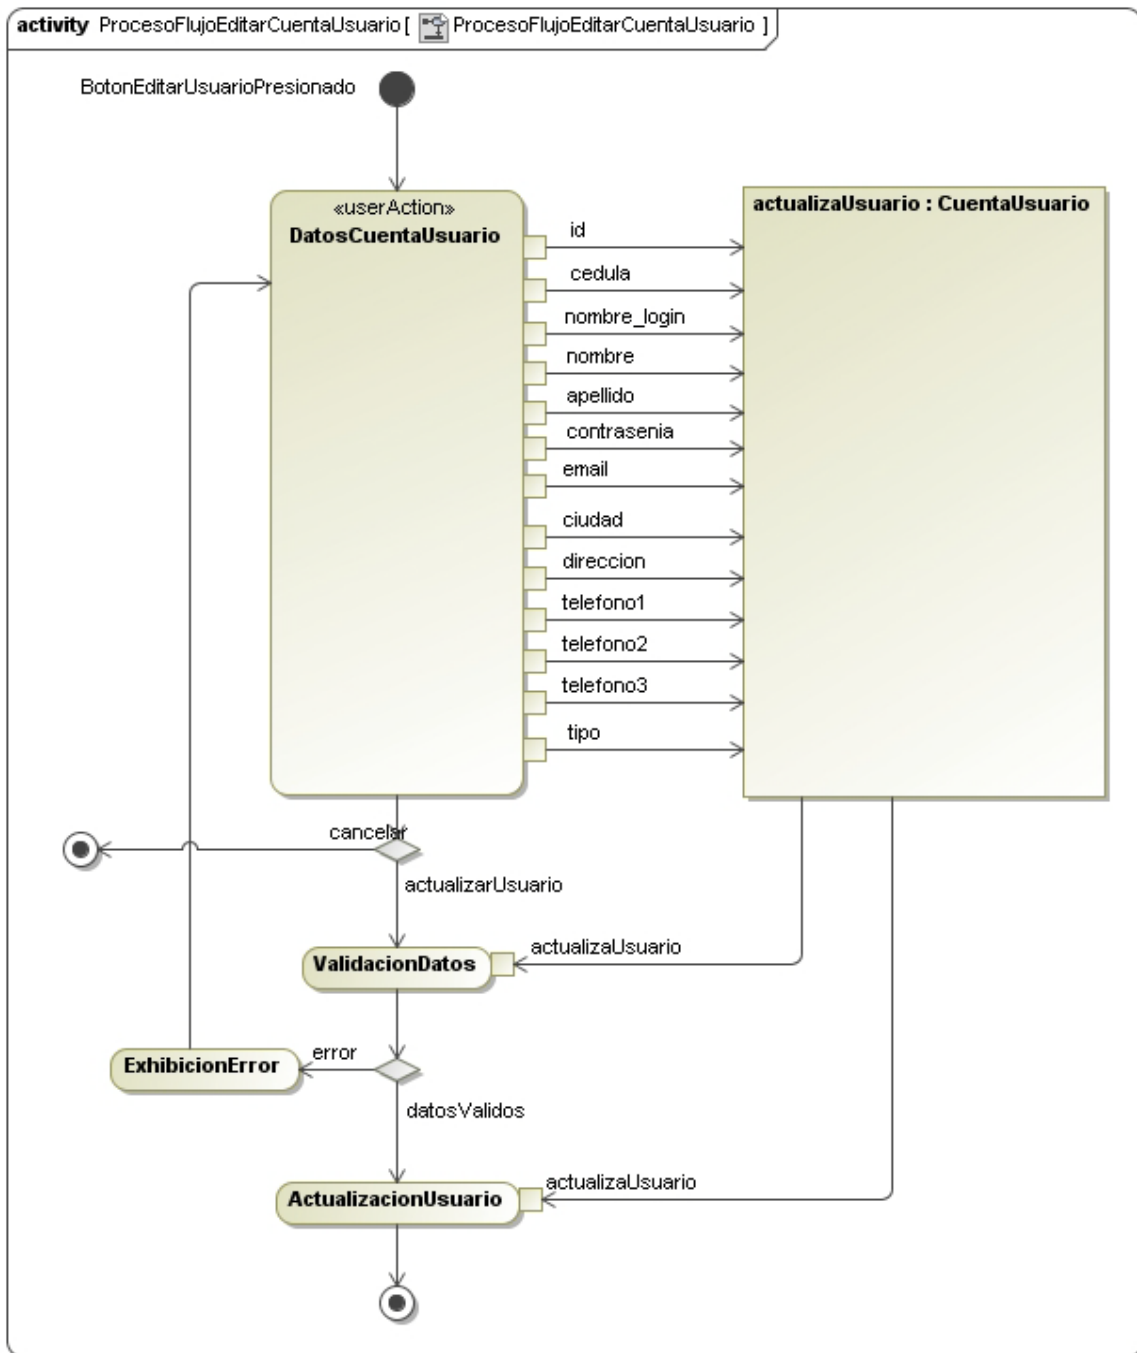 activity ProcesoFlujoEditarCuentaUsuario [ ProcesoFlujoEditarCuentaUsuario ]
BotonEditarUsuarioPresionado
«userAction»
DatosCuentaUsuario
actualizaUsuario : CuentaUsuario
id
cedula
nombre_login
nombre
apellido
contrasenia
email
ciudad
direccion
telefono1
telefono2
telefono3
tipo
cancelar
actualizarUsuario
ValidacionDatos
actualizaUsuario
ExhibicionError
error
datosValidos
ActualizacionUsuario
actualizaUsuario